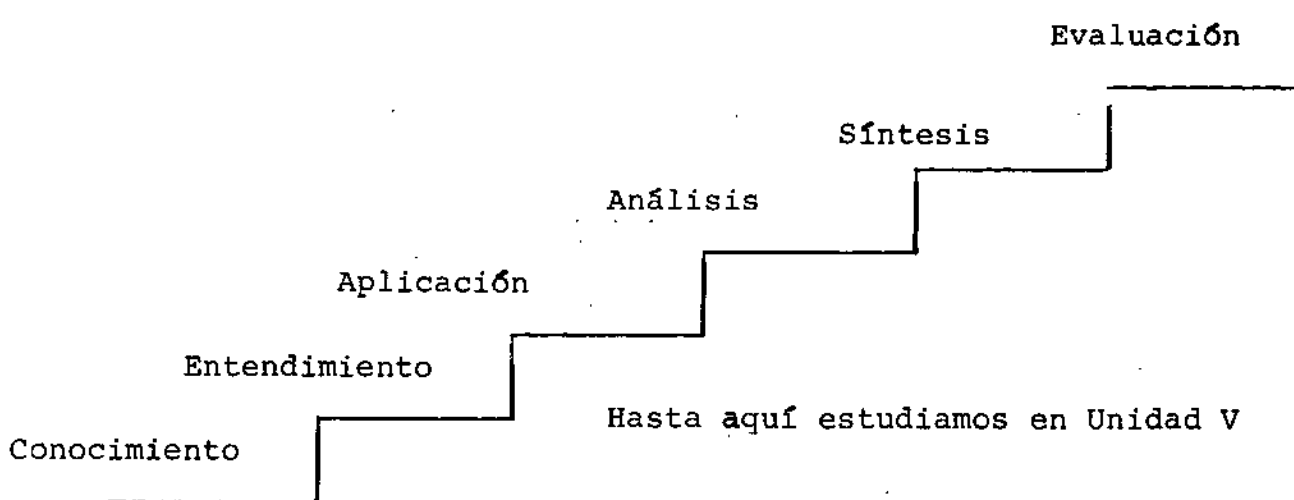 Evaluación
Síntesis
Análisis
Aplicación
Entendimiento
Hasta aquí estudiamos en Unidad V
Conocimiento